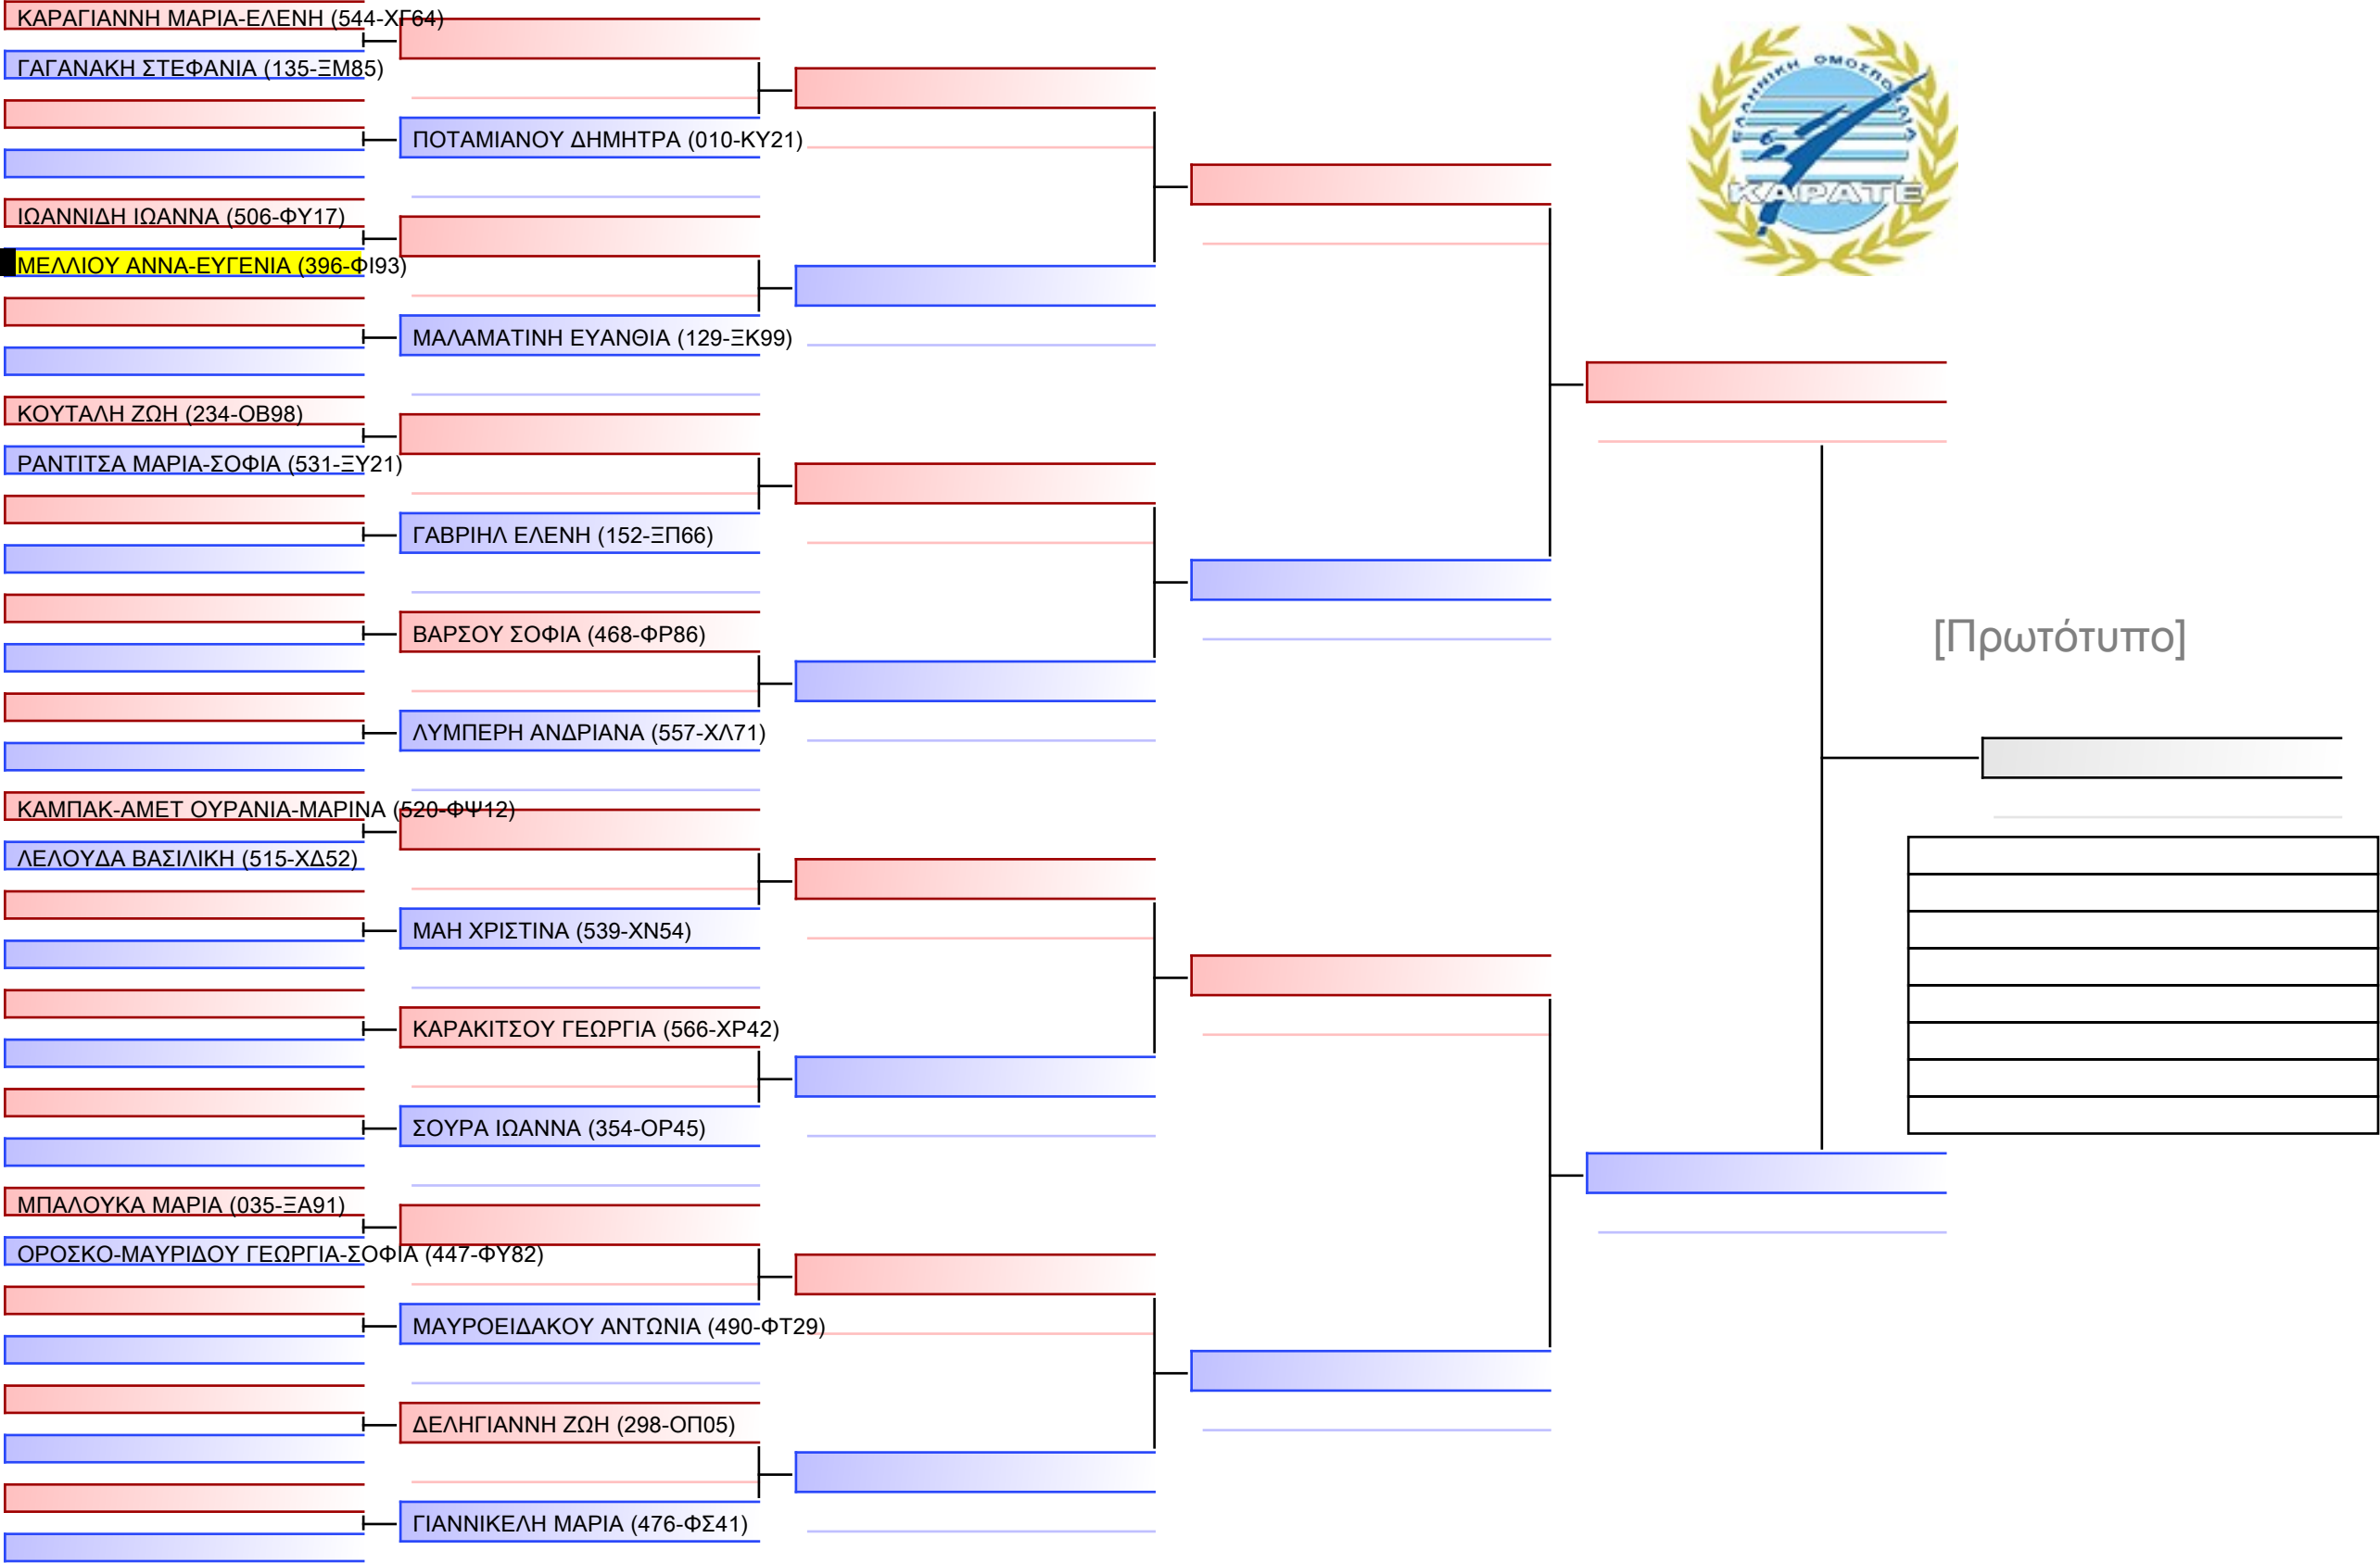 ΚΑΡΑΓΙΑΝΝΗ ΜΑΡΙΑ-ΕΛΕΝΗ (544-ΧΓ64)
ΓΑΓΑΝΑΚΗ ΣΤΕΦΑΝΙΑ (135-ΞΜ85)
ΠΟΤΑΜΙΑΝΟΥ ΔΗΜΗΤΡΑ (010-ΚΥ21)
ΙΩΑΝΝΙΔΗ ΙΩΑΝΝΑ (506-ΦΥ17)
ΜΕΛΛΙΟΥ ΑΝΝΑ-ΕΥΓΕΝΙΑ (396-ΦΙ93)
ΜΑΛΑΜΑΤΙΝΗ ΕΥΑΝΘΙΑ (129-ΞΚ99)
ΚΟΥΤΑΛΗ ΖΩΗ (234-ΟΒ98)
ΡΑΝΤΙΤΣΑ ΜΑΡΙΑ-ΣΟΦΙΑ (531-ΞΥ21)
ΓΑΒΡΙΗΛ ΕΛΕΝΗ (152-ΞΠ66)
ΒΑΡΣΟΥ ΣΟΦΙΑ (468-ΦΡ86)
ΛΥΜΠΕΡΗ ΑΝΔΡΙΑΝΑ (557-ΧΛ71)
ΚΑΜΠΑΚ-ΑΜΕΤ ΟΥΡΑΝΙΑ-ΜΑΡΙΝΑ (520-ΦΨ12)
ΛΕΛΟΥΔΑ ΒΑΣΙΛΙΚΗ (515-ΧΔ52)
ΜΑΗ ΧΡΙΣΤΙΝΑ (539-ΧΝ54)
ΚΑΡΑΚΙΤΣΟΥ ΓΕΩΡΓΙΑ (566-ΧΡ42)
ΣΟΥΡΑ ΙΩΑΝΝΑ (354-ΟΡ45)
ΜΠΑΛΟΥΚΑ ΜΑΡΙΑ (035-ΞΑ91)
ΟΡΟΣΚΟ-ΜΑΥΡΙΔΟΥ ΓΕΩΡΓΙΑ-ΣΟΦΙΑ (447-ΦΥ82)
ΜΑΥΡΟΕΙΔΑΚΟΥ ΑΝΤΩΝΙΑ (490-ΦΤ29)
ΔΕΛΗΓΙΑΝΝΗ ΖΩΗ (298-ΟΠ05)
ΓΙΑΝΝΙΚΕΛΗ ΜΑΡΙΑ (476-ΦΣ41)
ΕΛΛΗΝΙΚΗ ΟΜΟΣΠΟΝΔΙΑ
ΚΑΡΑΤΕ
[Πρωτότυπο]